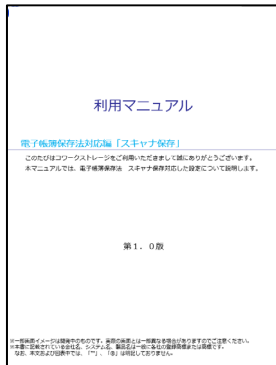 利用マニュアル
電子帳簿保存法対応編「スキャナ保存」
このたびはコワークストレージをご利用いただきまして誠にありがとうございます。
本マニュアルでは、電子帳簿保存法 スキャナ保存対応した設定について説明します。
第1.0版
※一部画面イメージは開発中のものです。実際の画面とは一部異なる場合がありますのでご注意ください。
※本書に記載されている会社名、システム名、製品名は一般に各社の登録商標または商標です。
なお、本文および図表中では、「™」、「®」は明記しておりません。